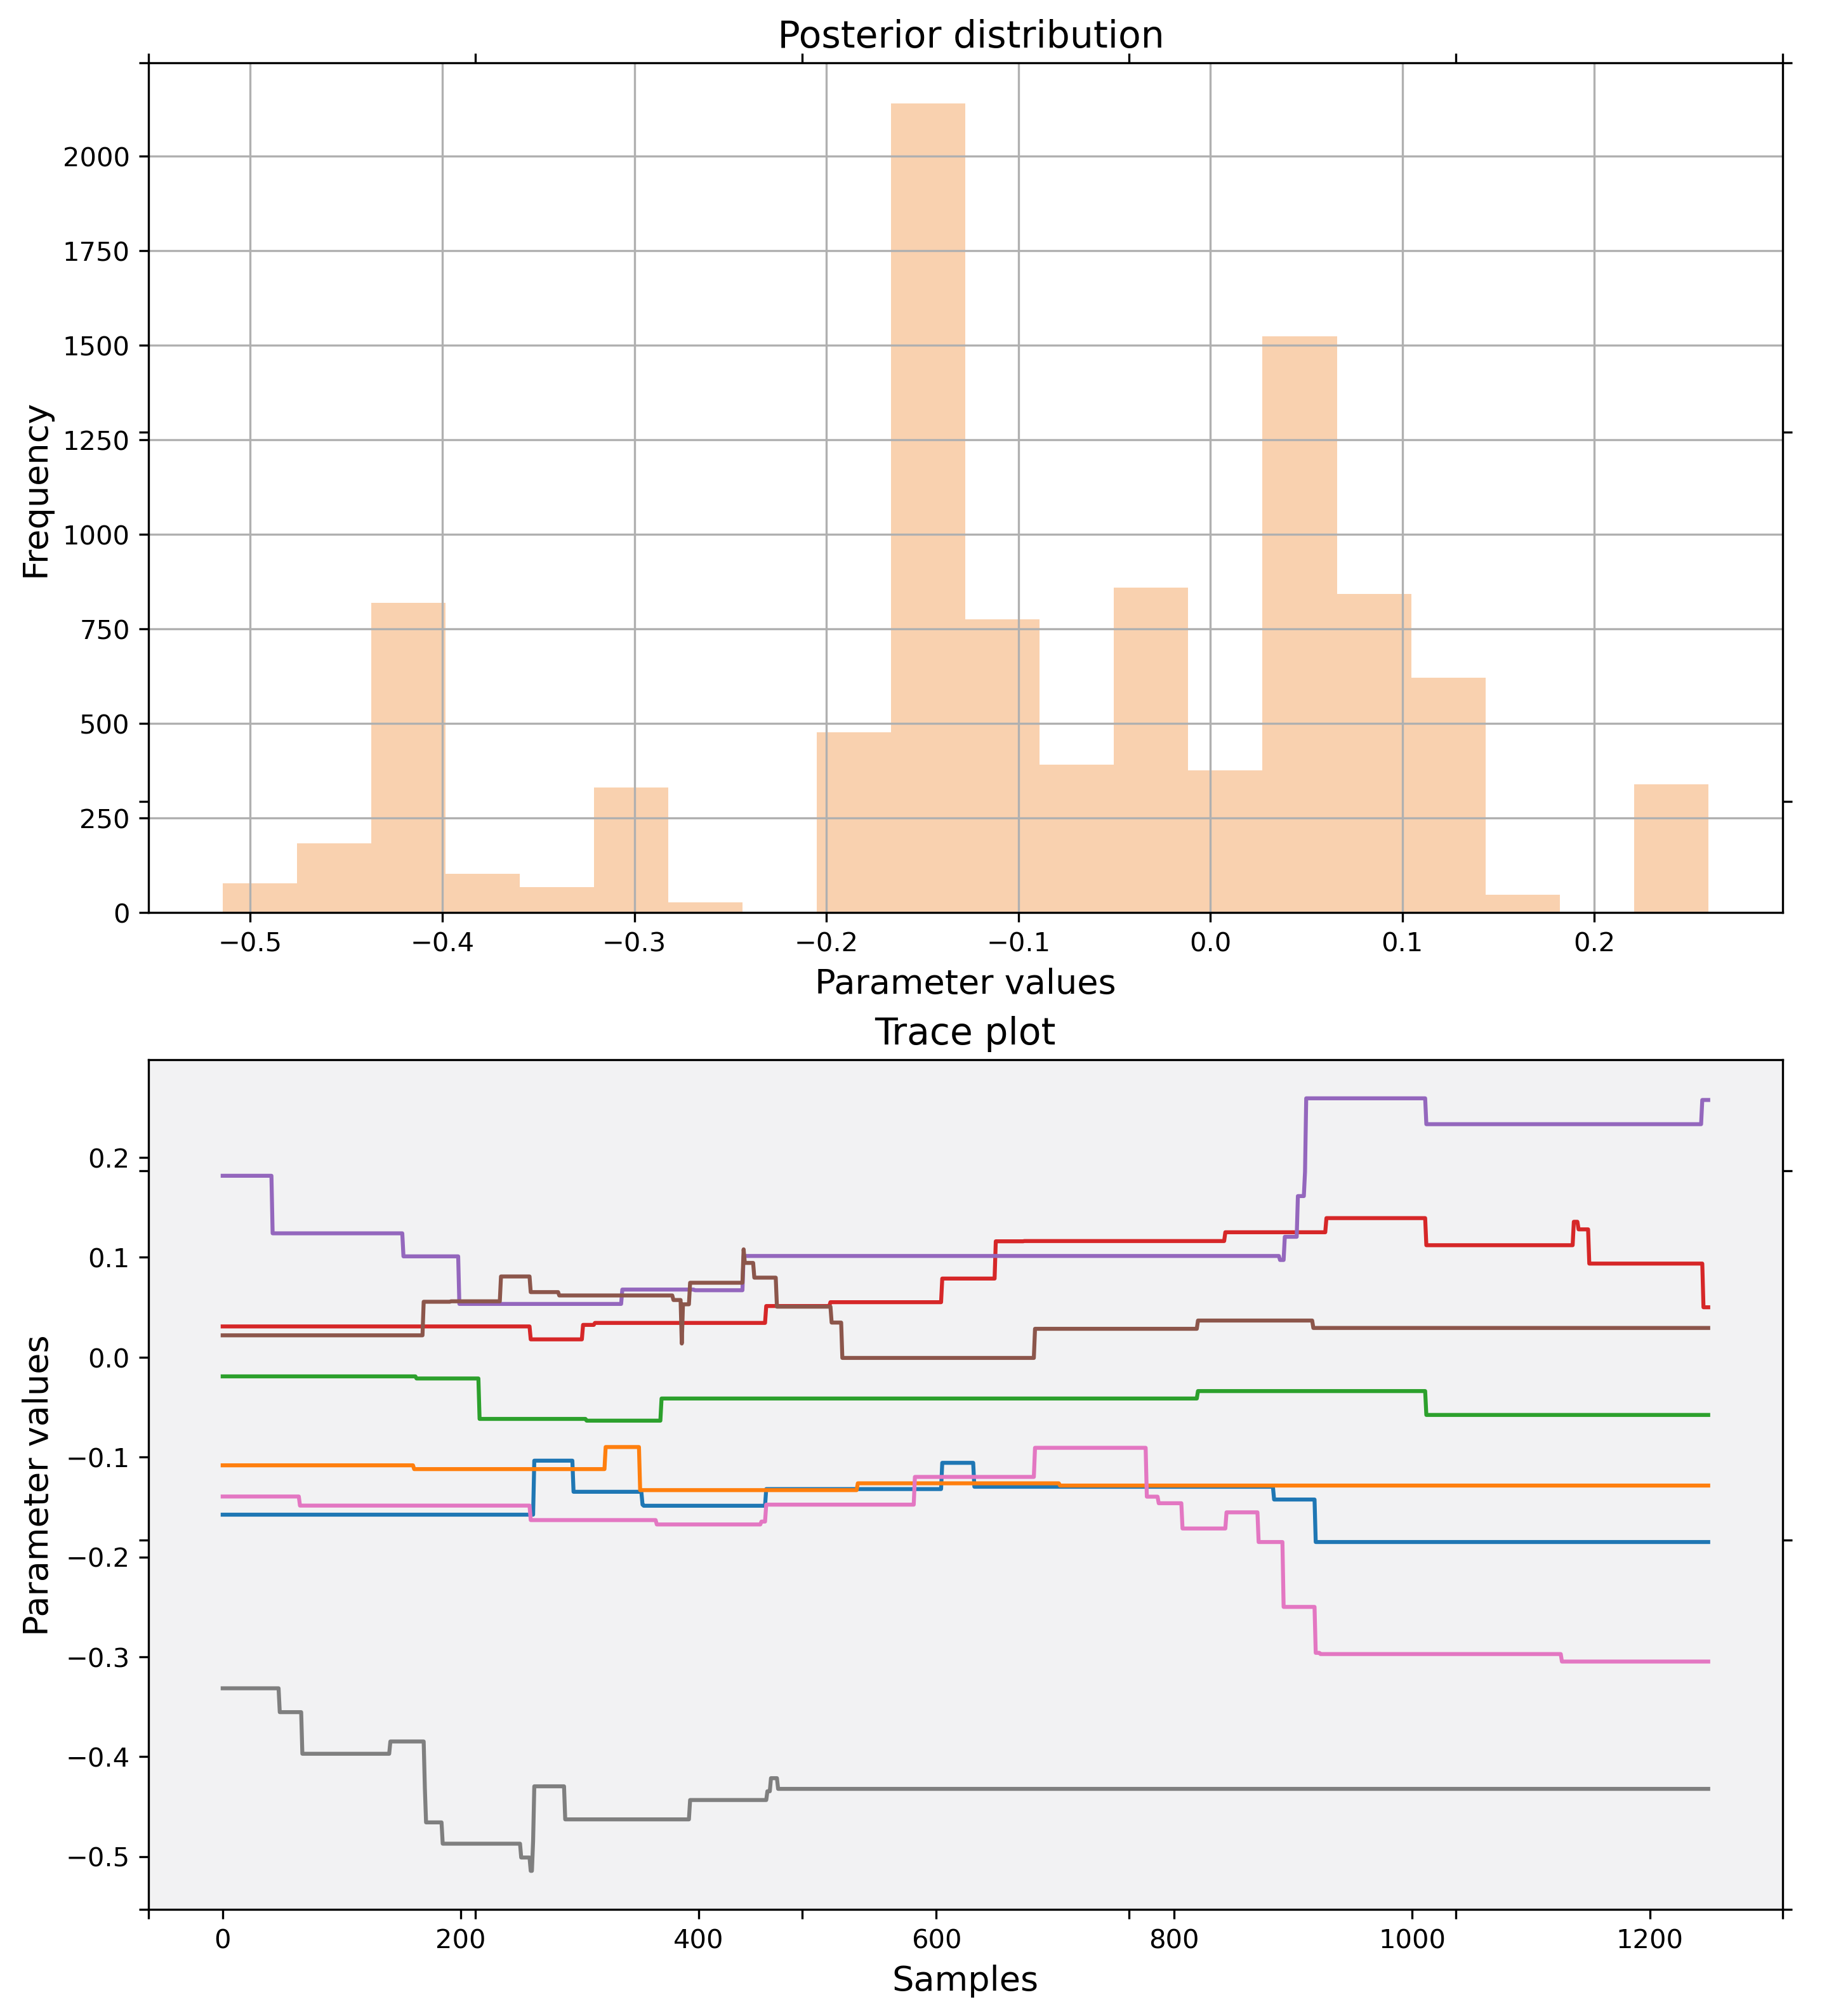 Posterior distribution
2000
1750
1500
1250
1000
750
500
250
0
Frequency
−0.5 −0.4 −0.3 −0.2 −0.1 0.0 0.1 0.2
Parameter values
Trace plot
0.2
0.1
0.0
−0.1
−0.2
−0.3
−0.4
−0.5
Parameter values
0 200 400 600 800 1000 1200
Samples